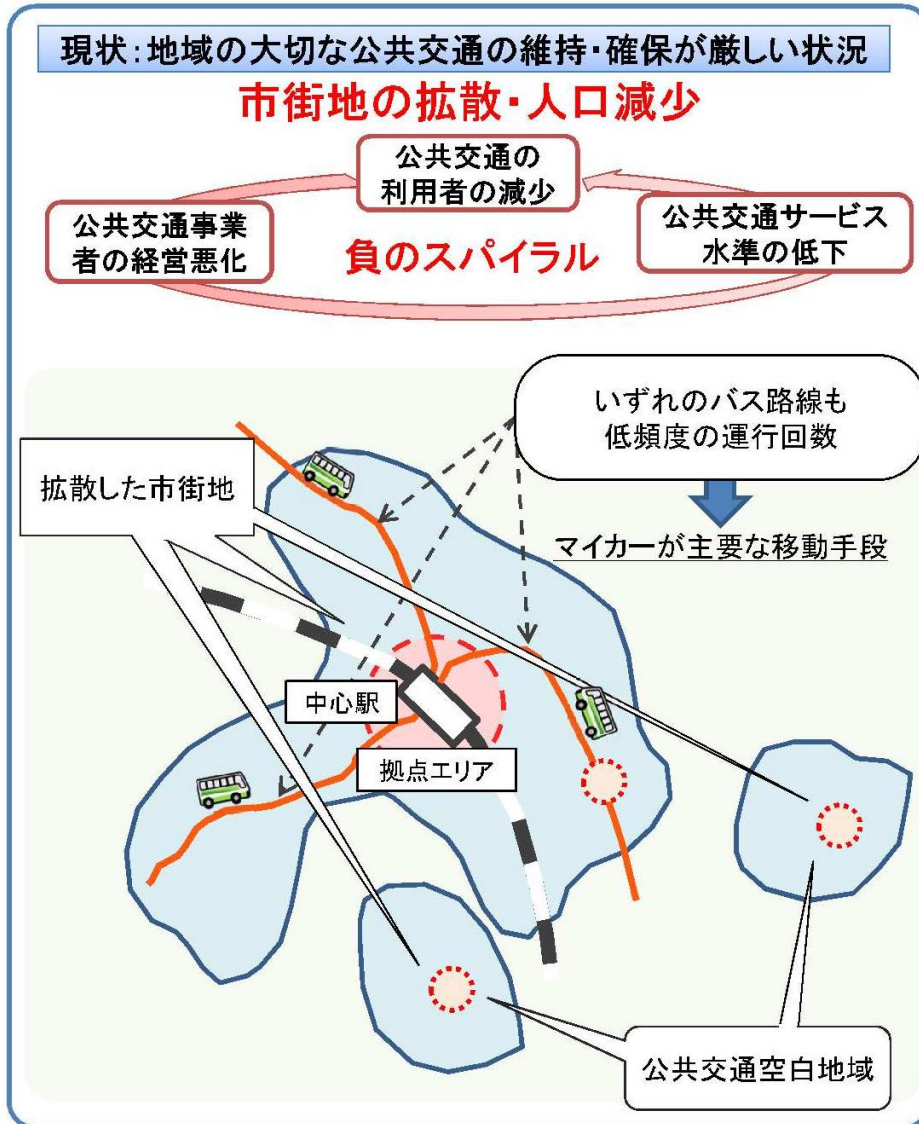 現状：地域の大切な公共交通の維持・確保が厳しい状況
市街地の拡散・人口減少
公共交通の
利用者の減少
公共交通事業
者の経営悪化
負のスパイラル
公共交通サービス
水準の低下
いずれのバス路線も
低頻度の運行回数
拡散した市街地
マイカーが主要な移動手段
中心駅
拠点エリア
公共交通空白地域